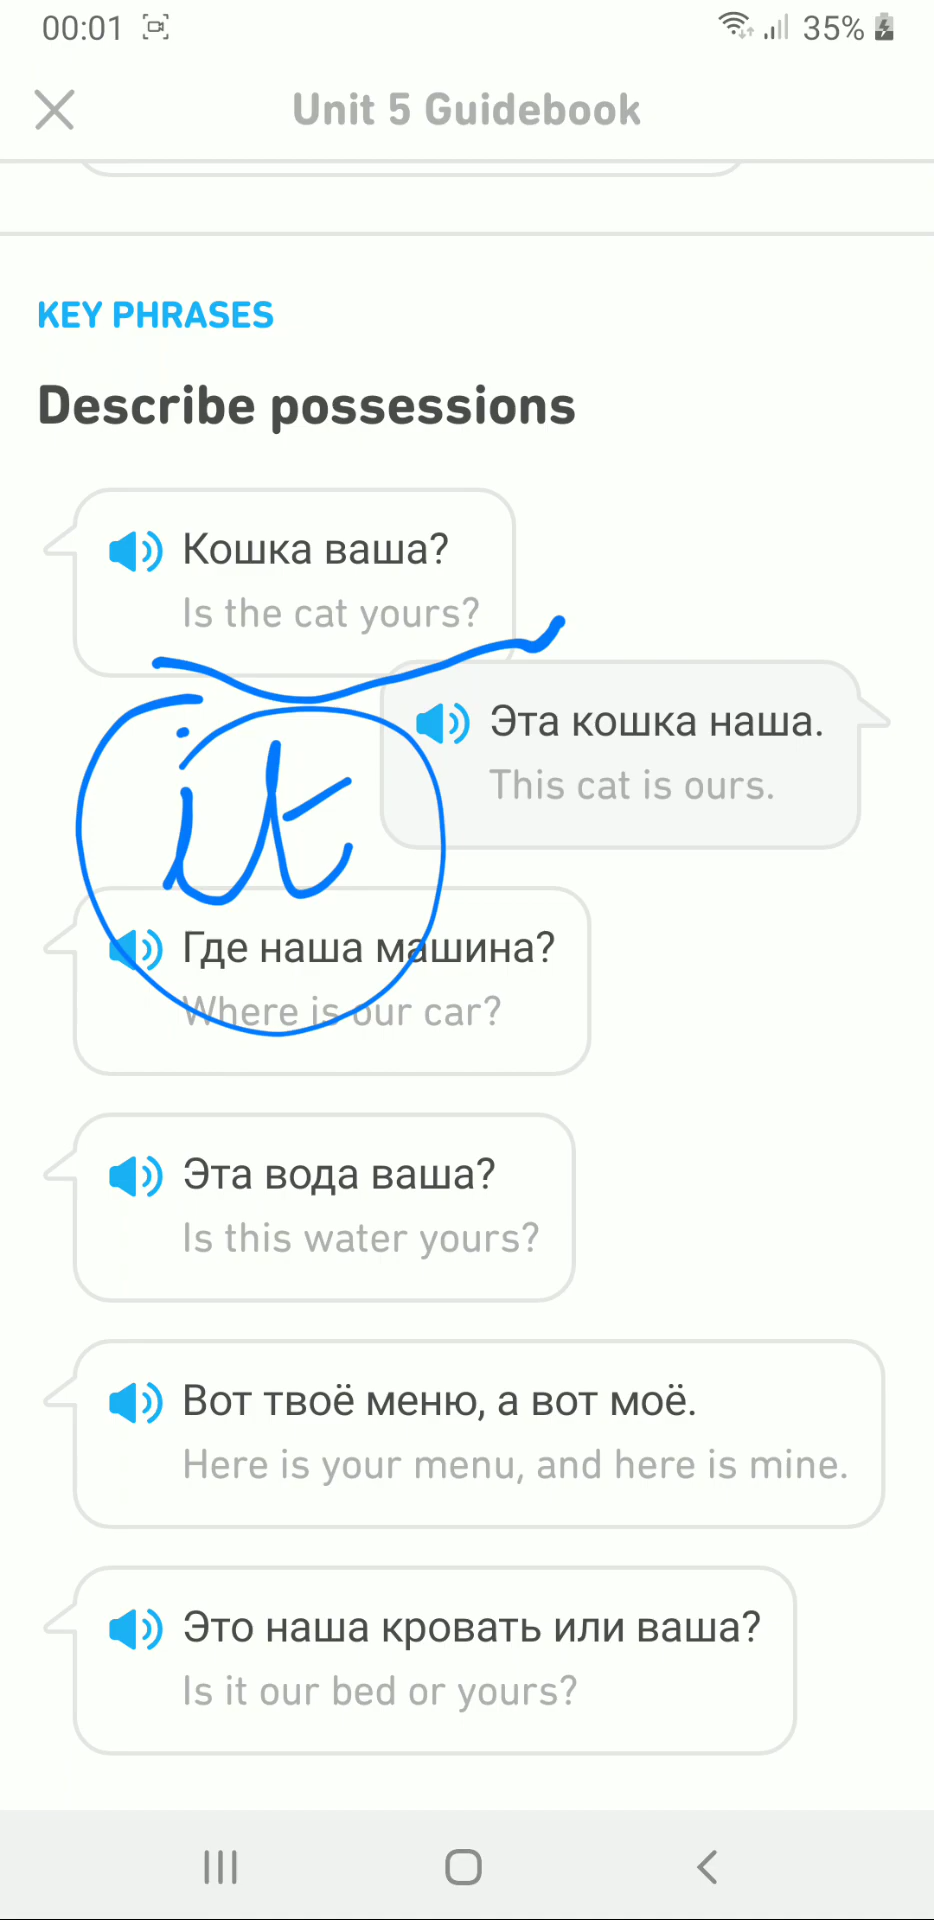 00:01 35%
Unit 5 Guidebook
KEY PHRASES
Describe possessions
Кошка ваша?
Is the cat yours?
Эта кошка наша.
This cat is ours.
it
Где наша машина?
Where is our car?
Эта вода ваша?
Is this water yours?
Вот твоё меню, а вот моё.
Here is your menu, and here is mine.
Это наша кровать или ваша?
Is it our bed or yours?